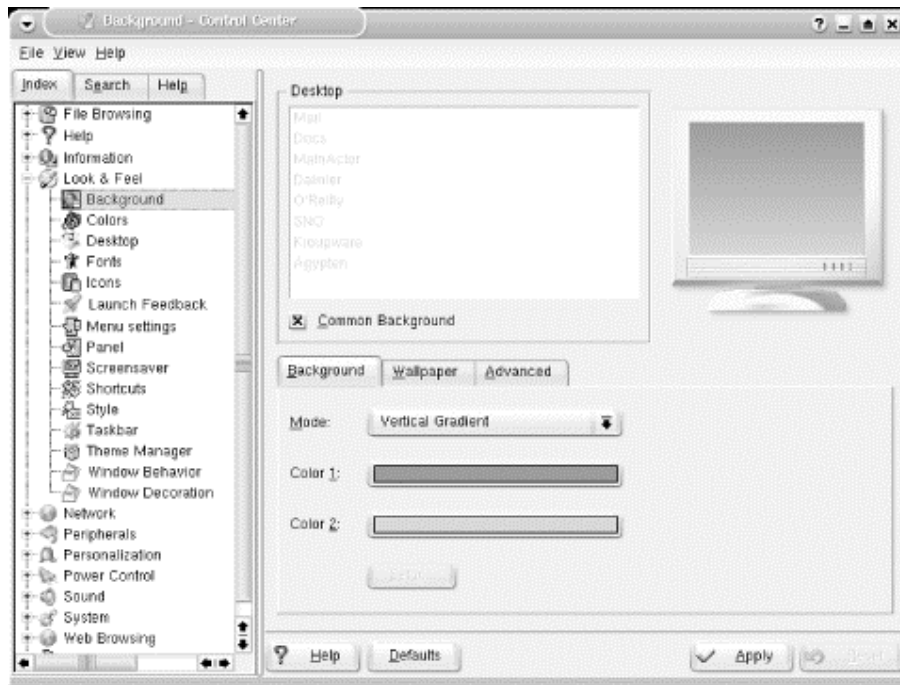 Background - Control Center
File View Help
Index Search Help
File Browsing
Help
Information
Look & Feel
Background
Colors
Desktop
Fonts
Icons
Launch Feedback
Menu settings
Panel
Screensaver
Shortcuts
Style
Taskbar
Theme Manager
Window Behavior
Window Decoration
Network
Peripherals
Personalization
Power Control
Sound
System
Web Browsing
Desktop
Mail
Docs
MainActor
Daimler
O'Reilly
SNO
Kroupware
Ägypten
Common Background
Background Wallpaper Advanced
Mode: Vertical Gradient
Color 1:
Color 2:
Help Defaults Apply